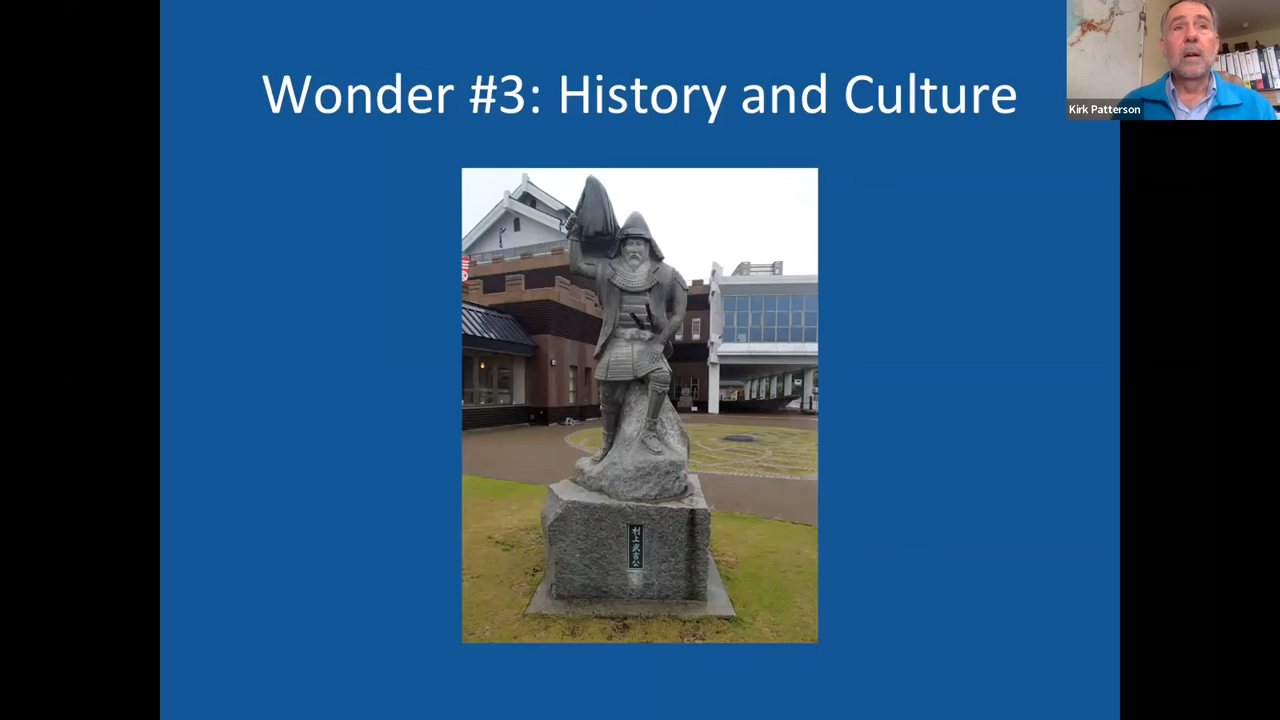 Wonder #3: History and Culture
Kirk Patterson
村上武吉公